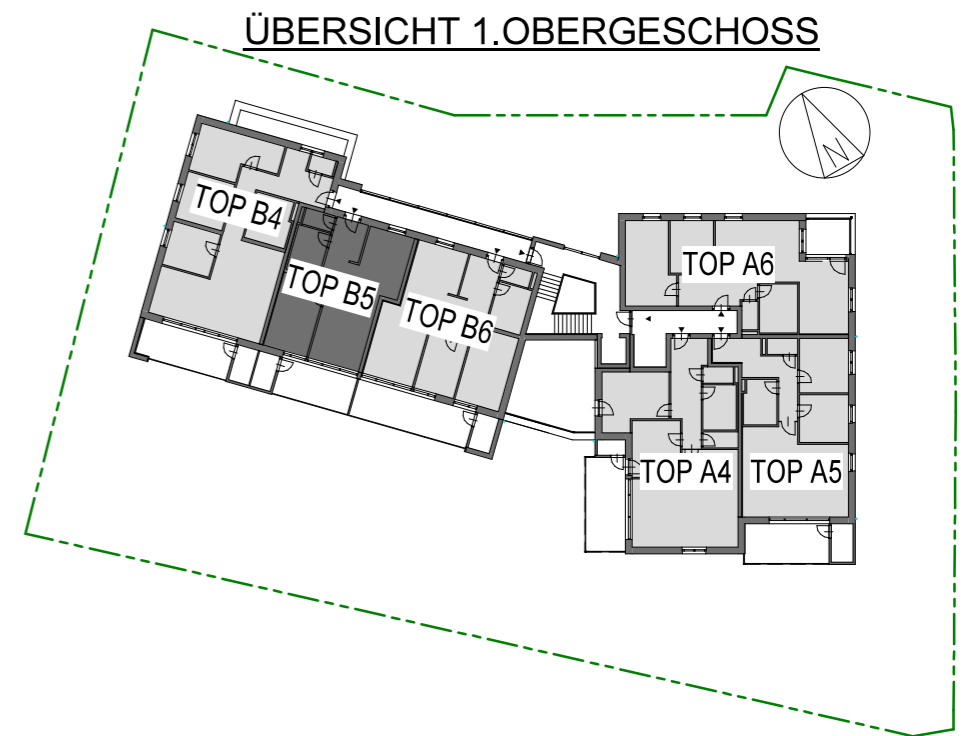 ÜBERSICHT 1.OBERGESCHOSS
N
TOP B4
TOP B5
TOP B6
TOP A6
TOP A4
TOP A5